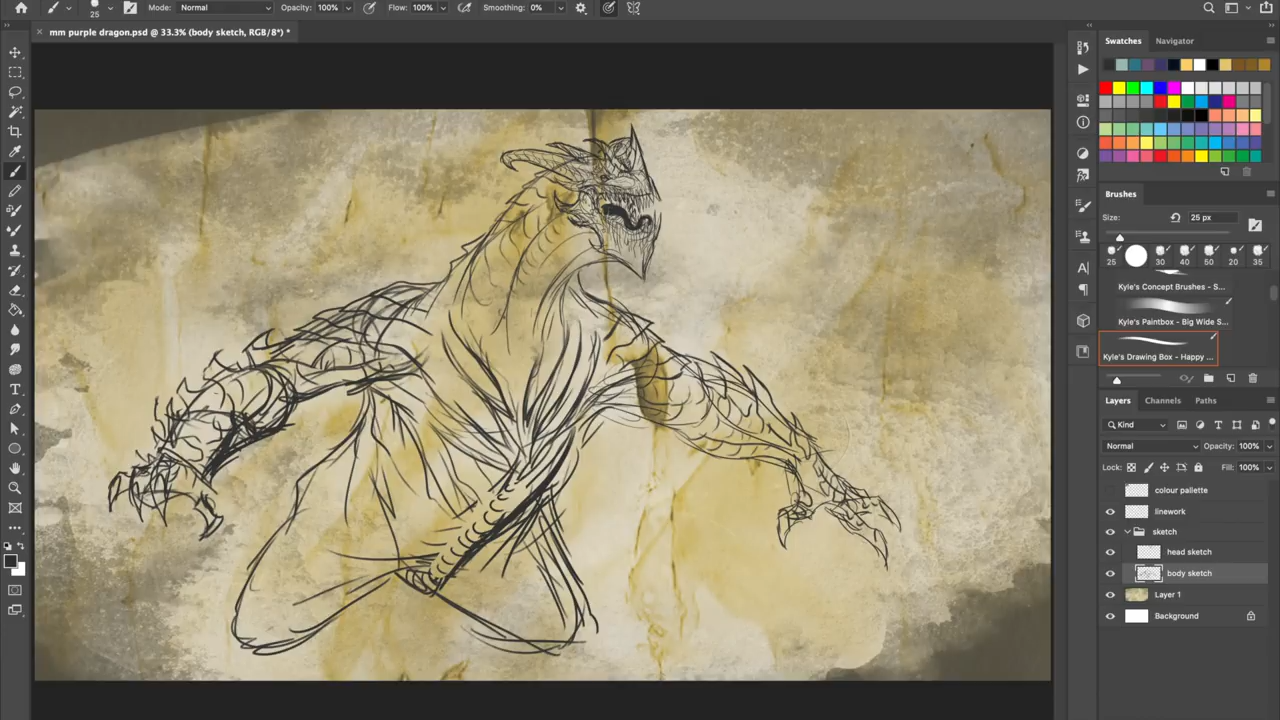 25 Mode: Normal Opacity: 100% Flow: 100% Smoothing: 0%
× mm purple dragon.psd @ 33.3% (body sketch, RGB/8*) *
Swatches Navigator
Brushes
Size: 25 px
25 30 40 50 20 35
Kyle's Concept Brushes - S...
Kyle's Paintbox - Big Wide S...
Kyle's Drawing Box - Happy ...
Layers Channels Paths
Kind
Normal Opacity: 100%
Lock: Fill: 100%
colour pallette
linework
sketch
head sketch
body sketch
Layer 1
Background